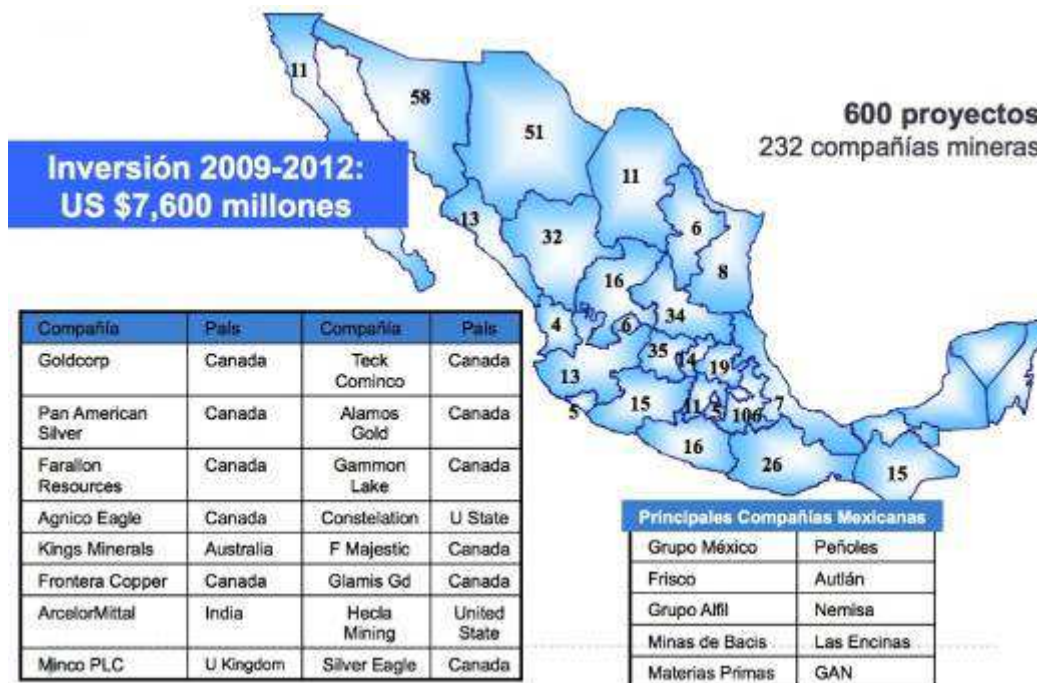 11
58
51
600 proyectos
232 compañías mineras
Inversión 2009-2012:
US $7,600 millones
11
13
32
6
8
16
4
6
34
35
14
19
13
5
15
11
5
106
7
16
26
15
Compañía País Compañía País
Goldcorp Canada Teck Canada
Cominco
Pan American Canada Alamos Canada
Silver Gold
Farallon Canada Gammon Canada
Resources Lake
Agnico Eagle Canada Constelation U State
Kings Minerals Australia F Majestic Canada
Frontera Copper Canada Glamis Gd Canada
ArcelorMittal India Hecla United
Mining State
Minco PLC U Kingdom Silver Eagle Canada
Principales Compañías Mexicanas
Grupo México Peñoles
Frisco Autlán
Grupo Alfil Nemisa
Minas de Bacis Las Encinas
Materias Primas GAN